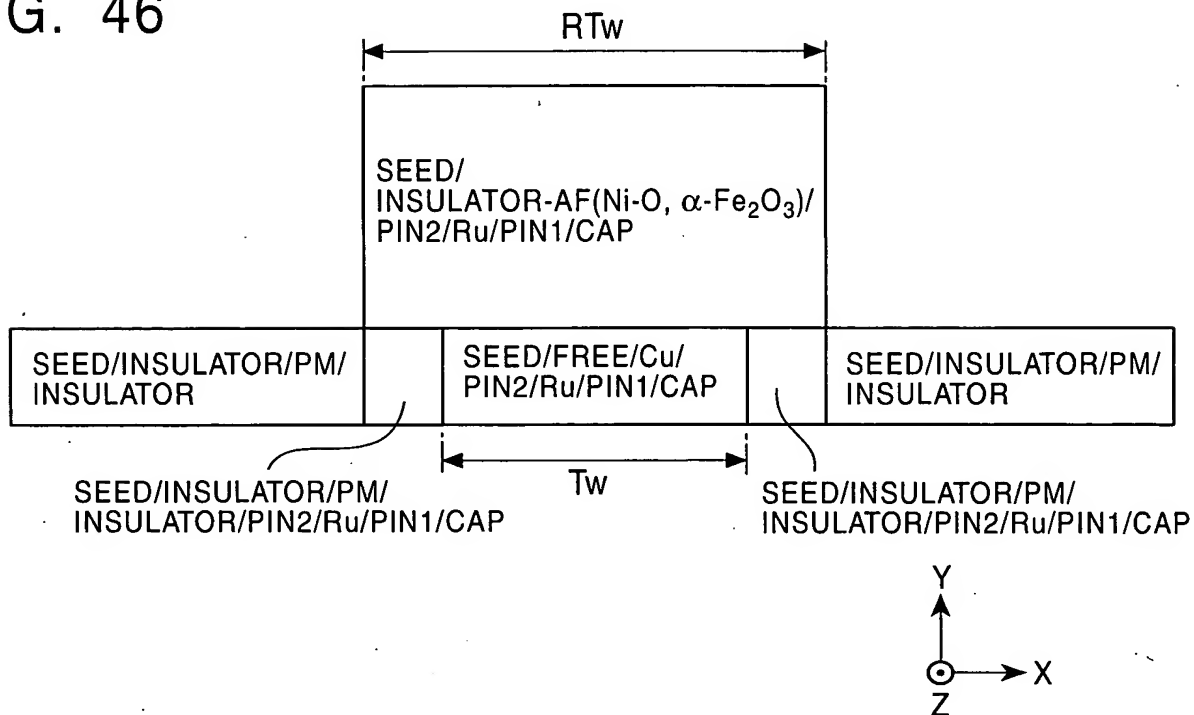 G. 46
RTw
SEED/
INSULATOR-AF(Ni-O, α-Fe₂O₃)/
PIN2/Ru/PIN1/CAP
SEED/INSULATOR/PM/
INSULATOR
SEED/FREE/Cu/
PIN2/Ru/PIN1/CAP
SEED/INSULATOR/PM/
INSULATOR
Tw
SEED/INSULATOR/PM/
INSULATOR/PIN2/Ru/PIN1/CAP
SEED/INSULATOR/PM/
INSULATOR/PIN2/Ru/PIN1/CAP
Y
X
Z